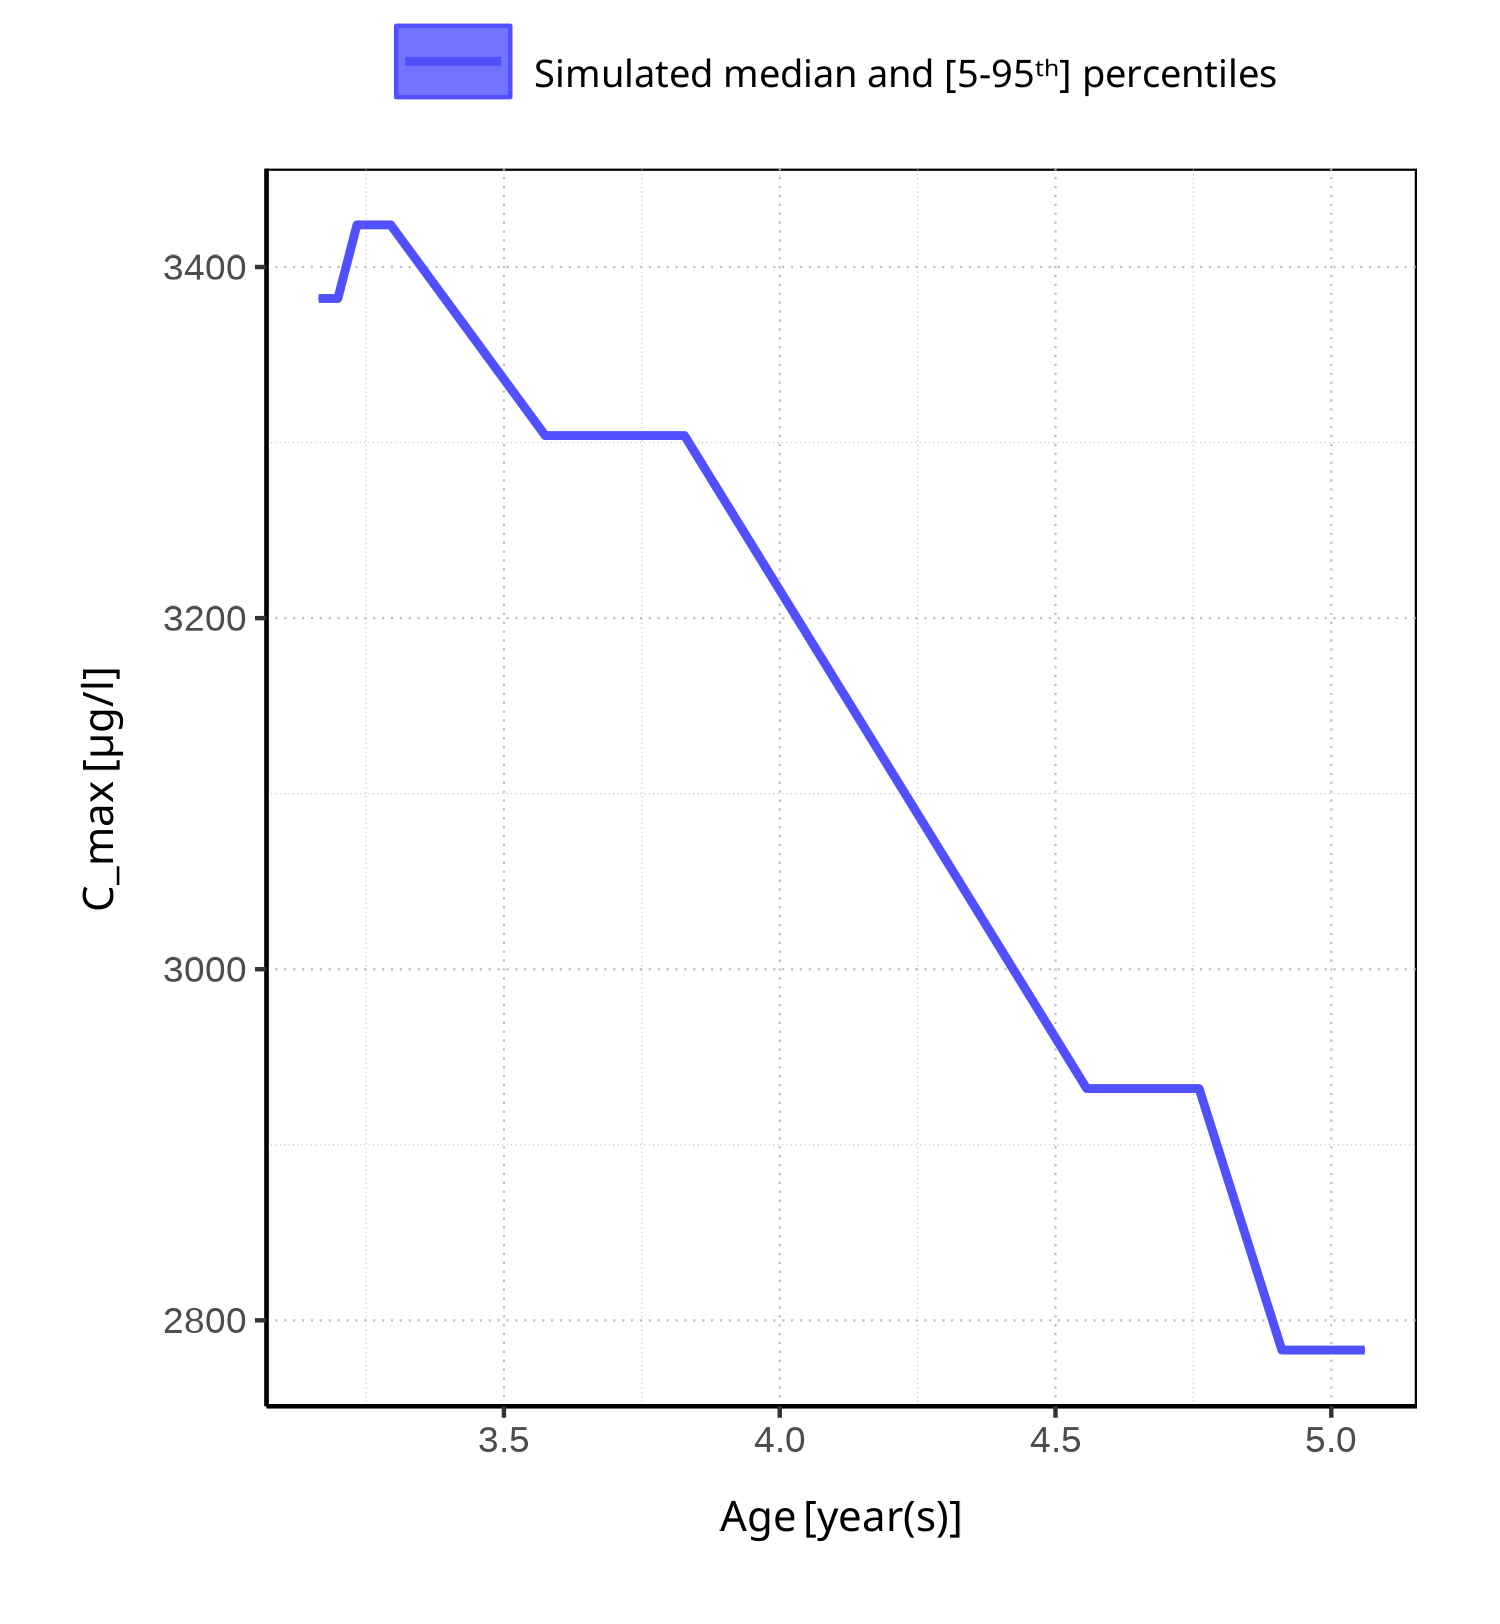 Simulated median and [5-95ᵗʰ] percentiles
3400
3200
3000
2800
C_max [µg/l]
3.5 4.0 4.5 5.0
Age [year(s)]